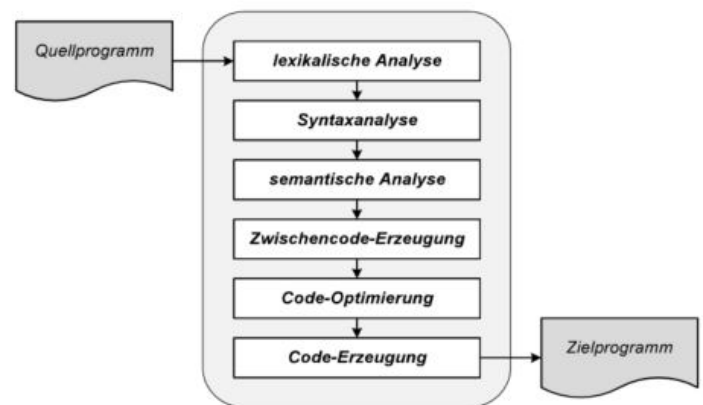 Quellprogramm
lexikalische Analyse
Syntaxanalyse
semantische Analyse
Zwischencode-Erzeugung
Code-Optimierung
Code-Erzeugung
Zielprogramm